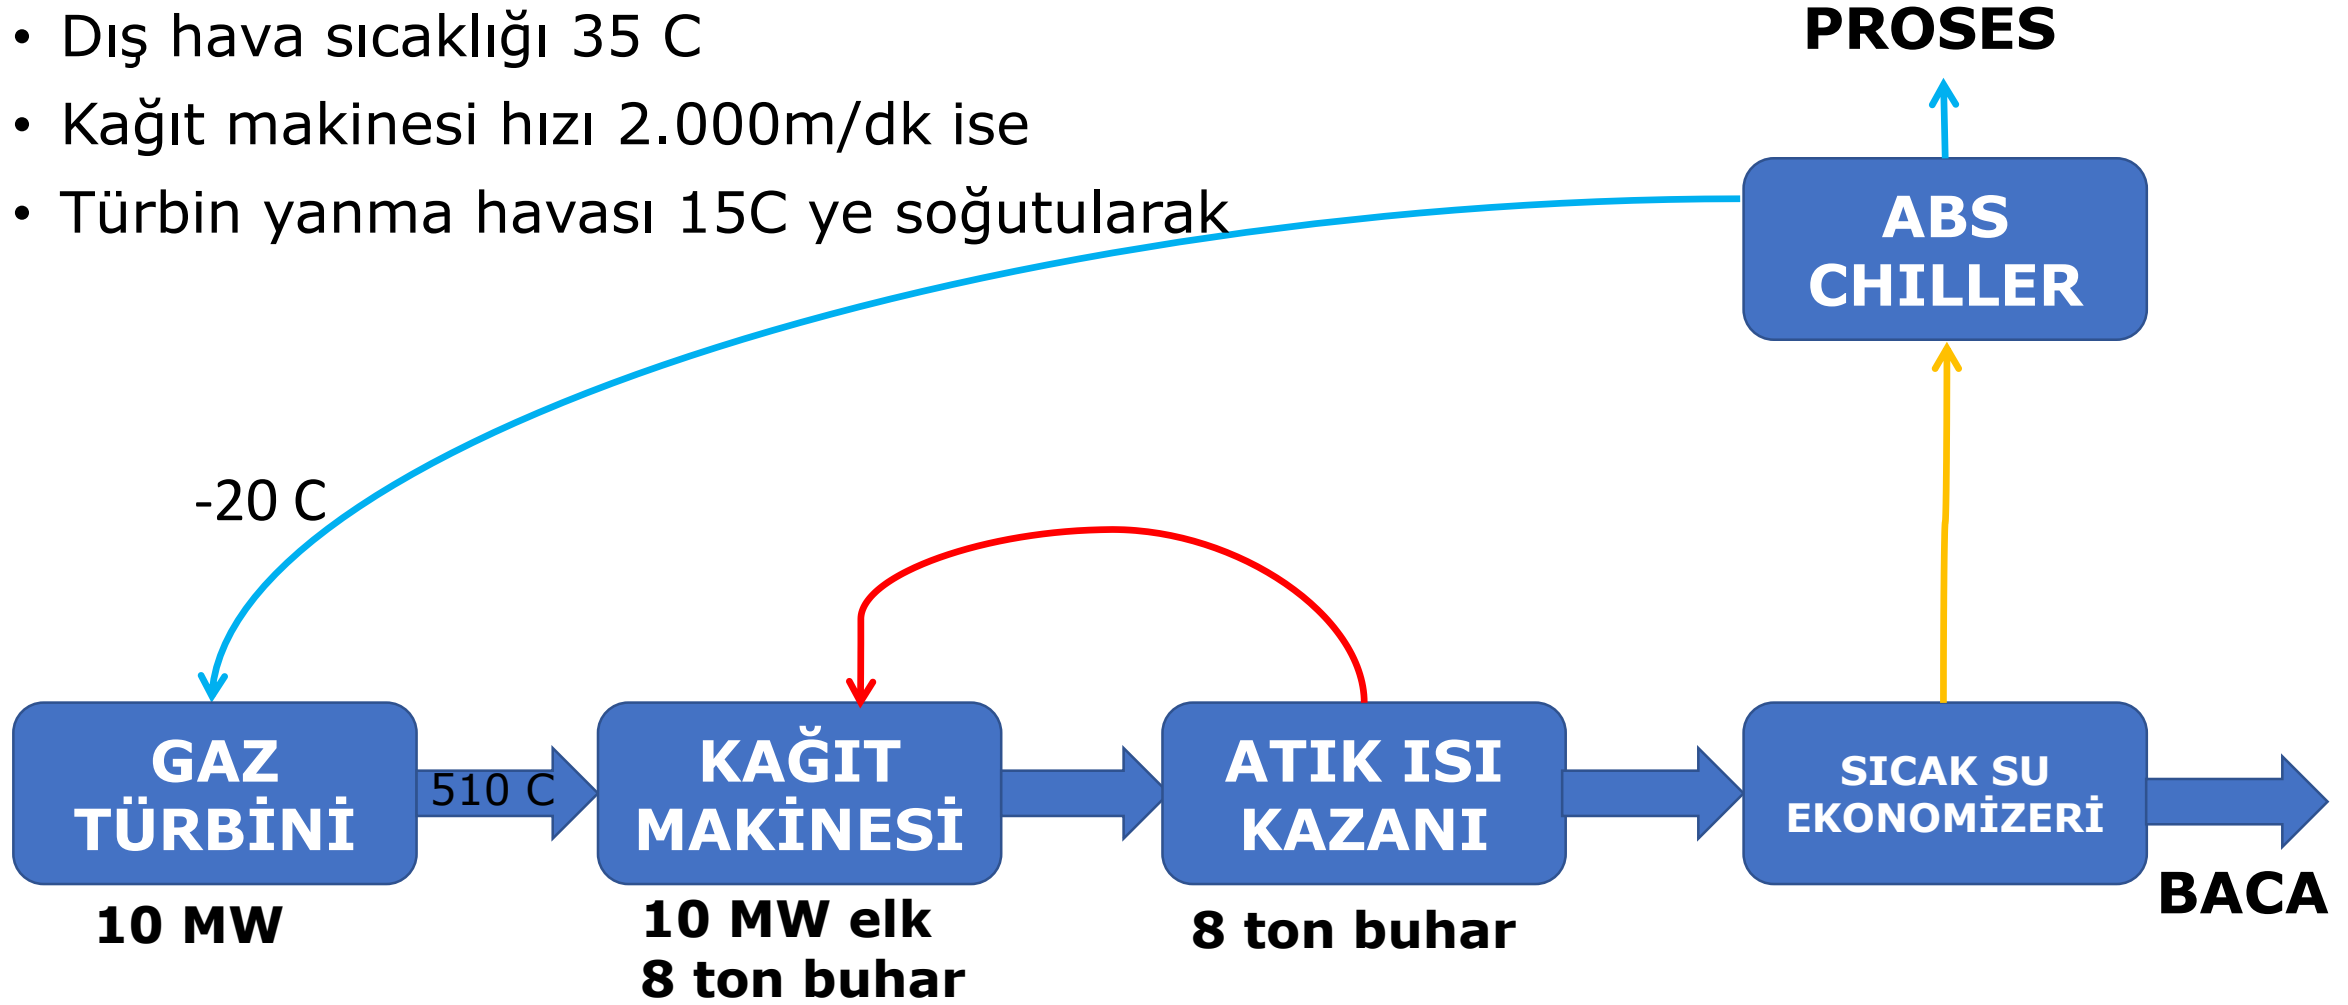 • Dış hava sıcaklığı 35 C
• Kağıt makinesi hızı 2.000m/dk ise
• Türbin yanma havası 15C ye soğutularak
PROSES
ABS
CHILLER
-20 C
GAZ
TÜRBİNİ
510 C
KAĞIT
MAKİNESİ
ATIK ISI
KAZANI
SICAK SU
EKONOMİZERİ
BACA
10 MW
10 MW elk
8 ton buhar
8 ton buhar